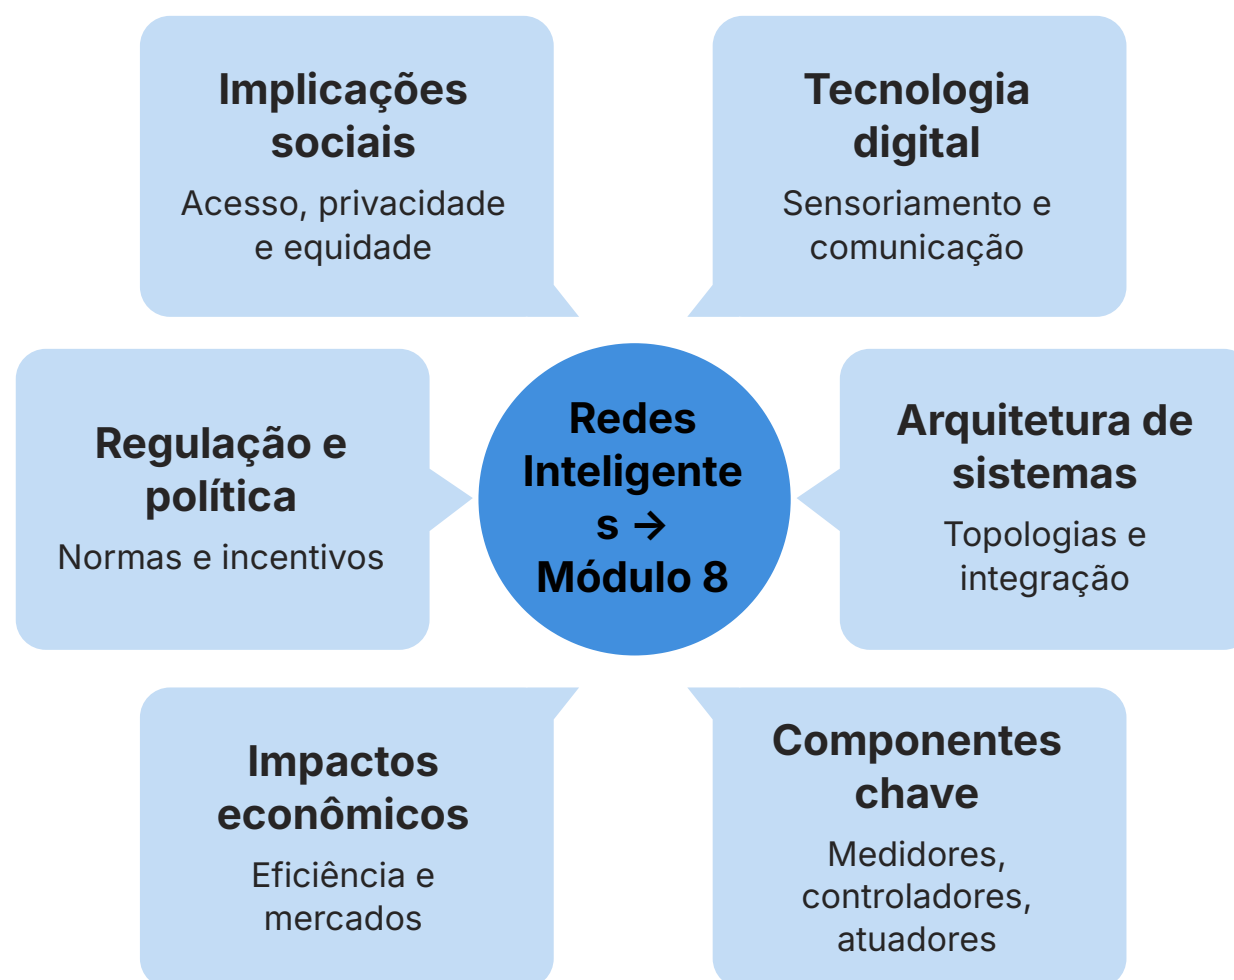 Implicações
sociais
Acesso, privacidade
e equidade
Tecnologia
digital
Sensoriamento e
comunicação
Regulação e
política
Normas e incentivos
Redes
Inteligente
s →
Módulo 8
Arquitetura de
sistemas
Topologias e
integração
Impactos
econômicos
Eficiência e
mercados
Componentes
chave
Medidores,
controladores,
atuadores